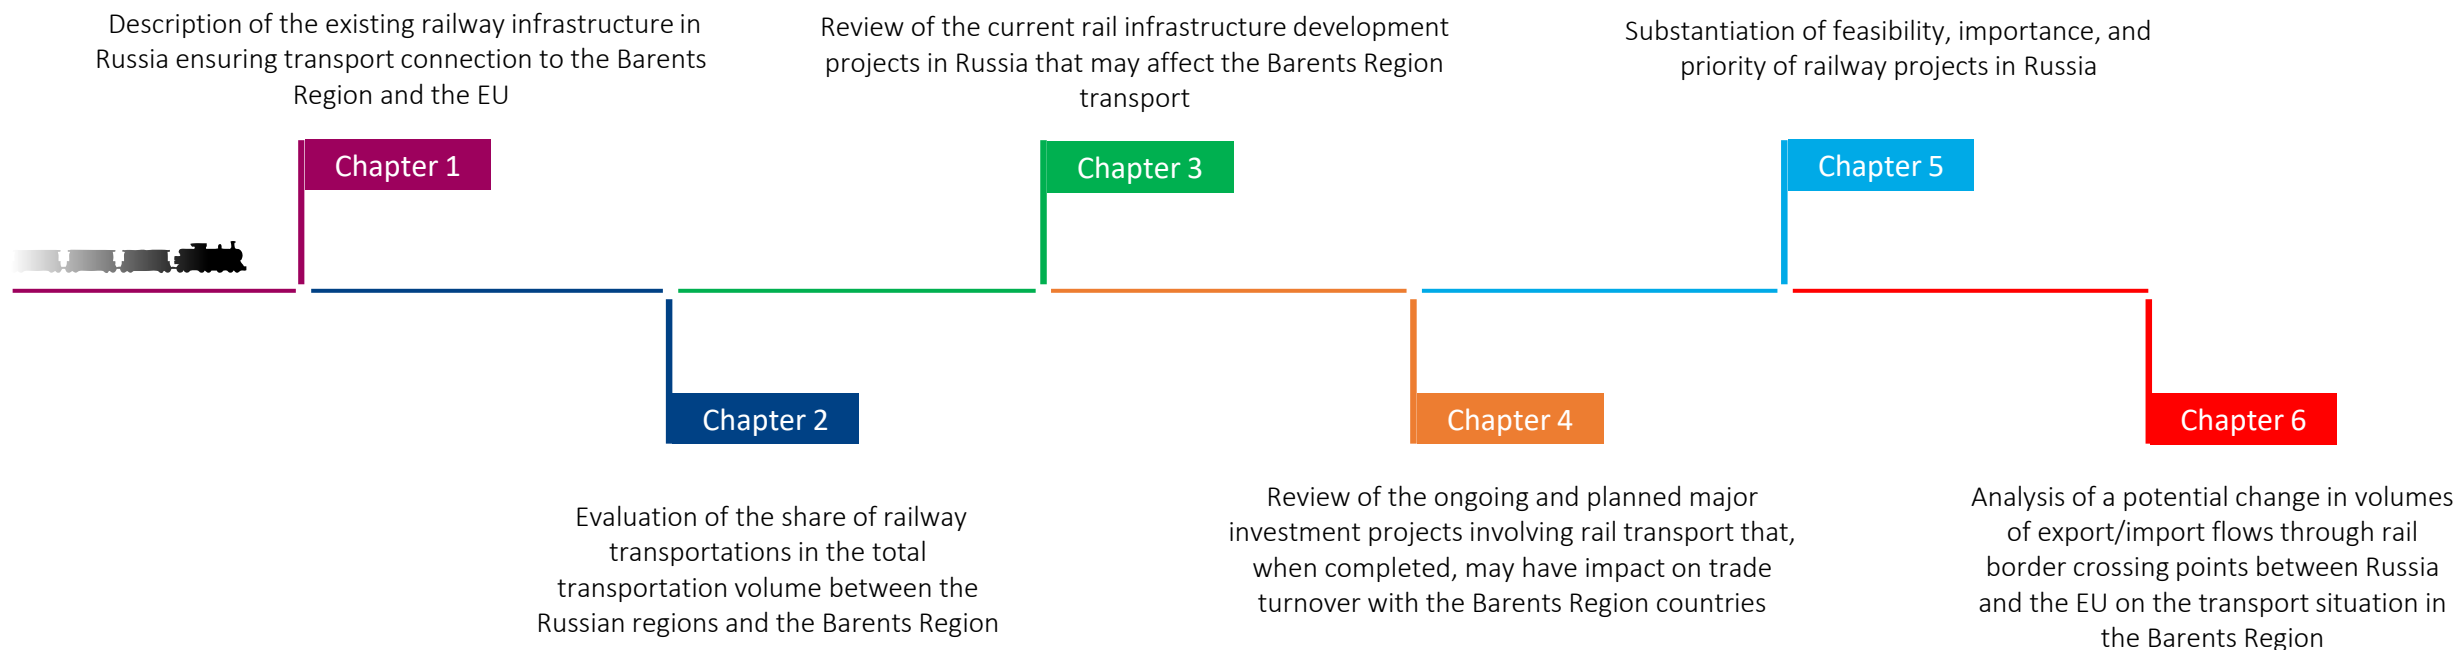 Description of the existing railway infrastructure in
Russia ensuring transport connection to the Barents
Region and the EU
Chapter 1
Evaluation of the share of railway
transportations in the total
transportation volume between the
Russian regions and the Barents Region
Chapter 2
Review of the current rail infrastructure development
projects in Russia that may affect the Barents Region
transport
Chapter 3
Chapter 4
Review of the ongoing and planned major
investment projects involving rail transport that,
when completed, may have impact on trade
turnover with the Barents Region countries
Substantiation of feasibility, importance, and
priority of railway projects in Russia
Chapter 5
Chapter 6
Analysis of a potential change in volumes
of export/import flows through rail
border crossing points between Russia
and the EU on the transport situation in
the Barents Region